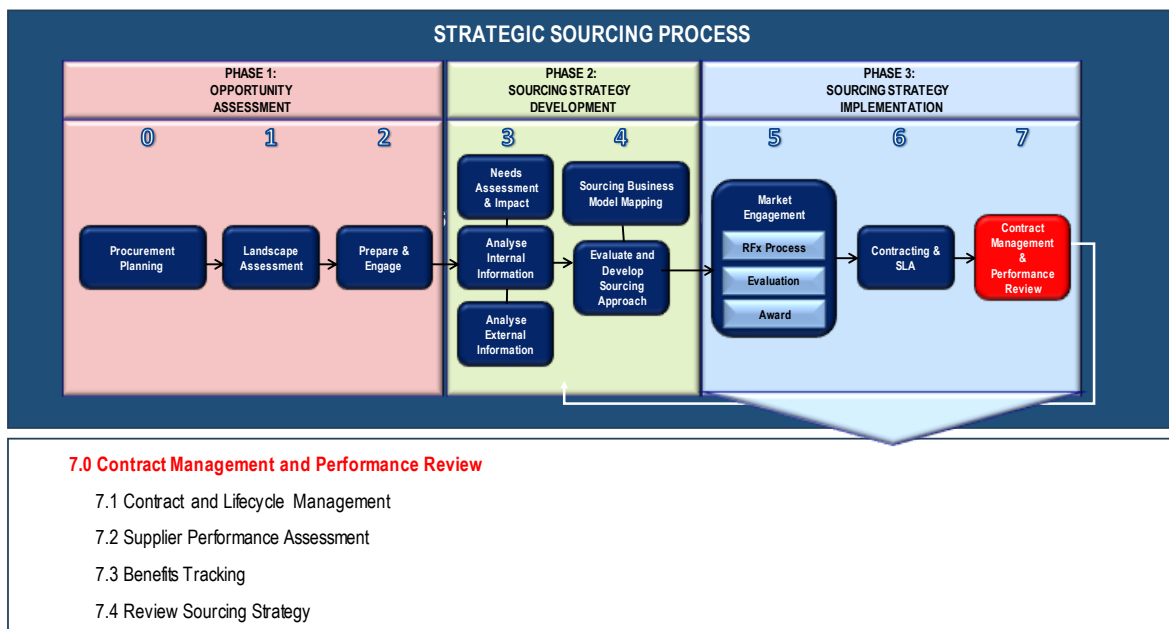 STRATEGIC SOURCING PROCESS
PHASE 1:
OPPORTUNITY
ASSESSMENT
PHASE 2:
SOURCING STRATEGY
DEVELOPMENT
PHASE 3:
SOURCING STRATEGY
IMPLEMENTATION
0
1
2
3
4
5
6
7
Procurement
Planning
Landscape
Assessment
Prepare &
Engage
Needs
Assessment
& Impact
Analyse
Internal
Information
Analyse
External
Information
Sourcing Business
Model Mapping
Evaluate and
Develop
Sourcing
Approach
Market
Engagement
RFx Process
Evaluation
Award
Contracting &
SLA
Contract
Management
&
Performance
Review
7.0 Contract Management and Performance Review
7.1 Contract and Lifecycle Management
7.2 Supplier Performance Assessment
7.3 Benefits Tracking
7.4 Review Sourcing Strategy